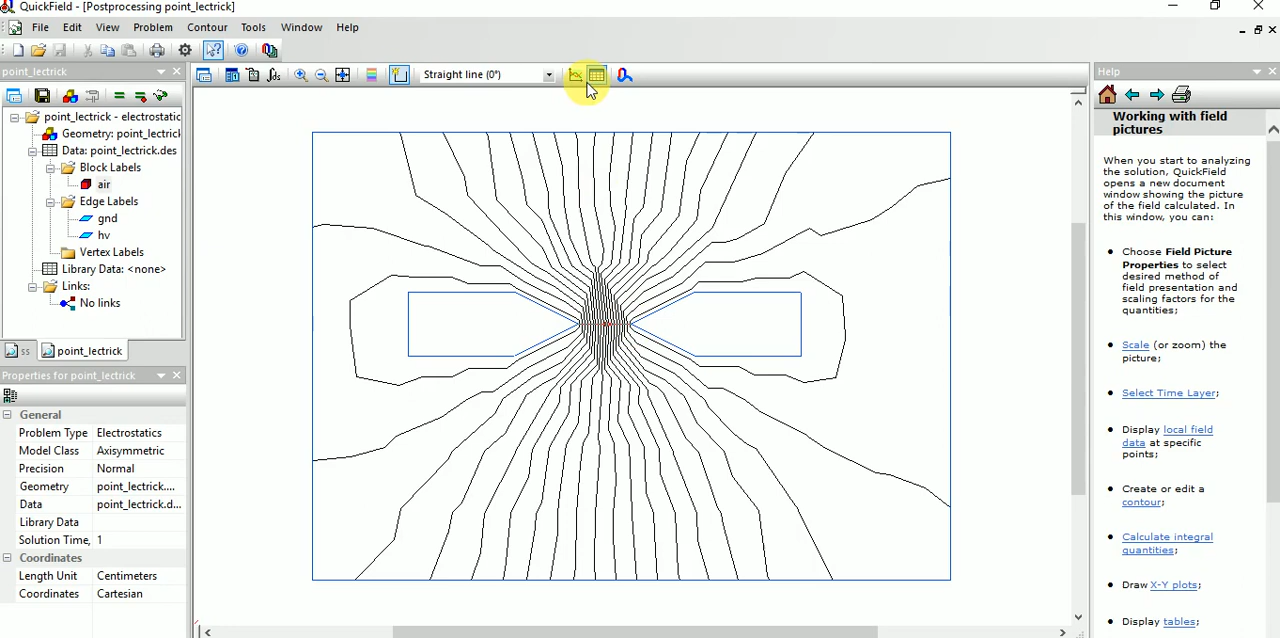 QuickField - [Postprocessing point_lectrick]
File Edit View Problem Contour Tools Window Help
point_lectrick
Straight line (0°)
Help
point_lectrick - electrostatic
Geometry: point_lectrick
Data: point_lectrick.des
Block Labels
air
Edge Labels
gnd
hv
Vertex Labels
Library Data: <none>
Links:
No links
ss
point_lectrick
Properties for point_lectrick
General
Problem Type Electrostatics
Model Class Axisymmetric
Precision Normal
Geometry point_lectrick....
Data point_lectrick.d...
Library Data
Solution Time, 1
Coordinates
Length Unit Centimeters
Coordinates Cartesian
Working with field
pictures
When you start to analyzing
the solution, QuickField
opens a new document
window showing the picture
of the field calculated. In
this window, you can:
• Choose Field Picture
Properties to select
desired method of
field presentation and
scaling factors for the
quantities;
• Scale (or zoom) the
picture;
• Select Time Layer;
• Display local field
data at specific
points;
• Create or edit a
contour;
• Calculate integral
quantities;
• Draw X-Y plots;
• Display tables;